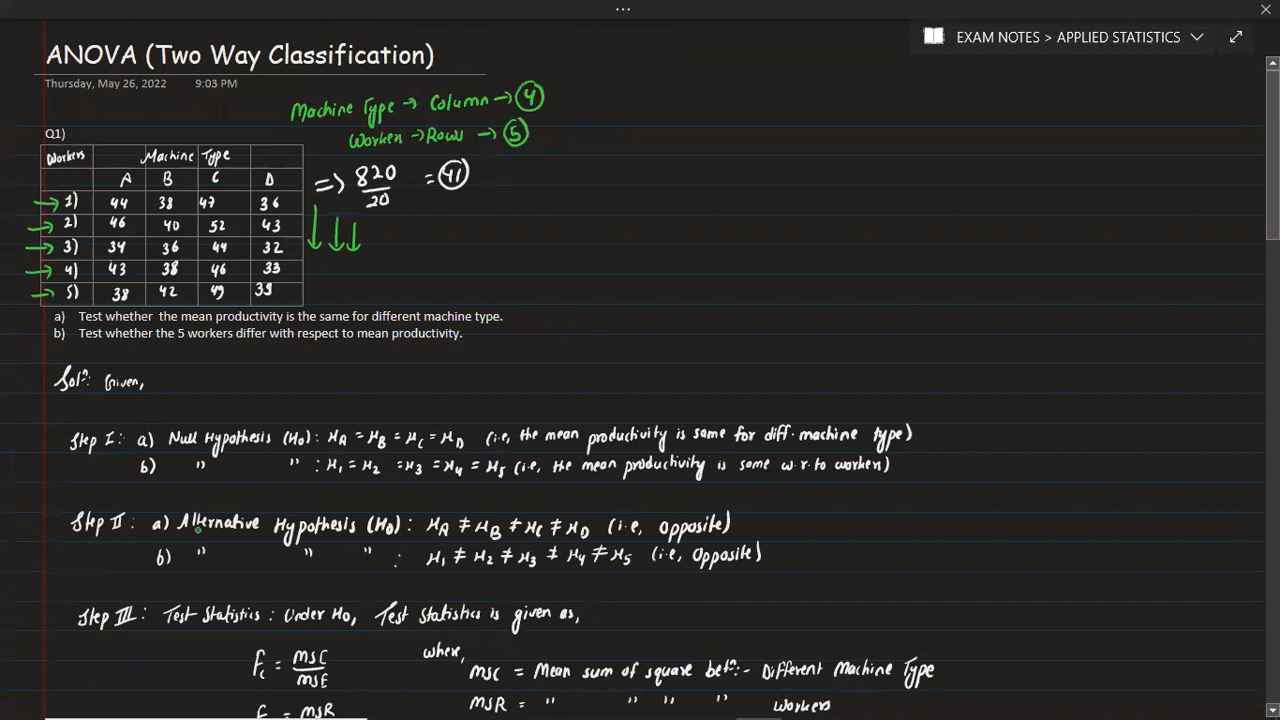 EXAM NOTES > APPLIED STATISTICS
ANOVA (Two Way Classification)
Thursday, May 26, 2022 9:03 PM
Machine Type → Column → 4
Worker → Rows → 5
Q1)
Workers Machine Type
A B C D
1) 44 38 47 36
2) 46 40 52 43
3) 34 36 44 32
4) 43 38 46 33
5) 38 42 49 39
=> 820/20 = 41
a) Test whether the mean productivity is the same for different machine type.
b) Test whether the 5 workers differ with respect to mean productivity.
Solⁿ: Given,
Step I: a) Null Hypothesis (H0): μA = μB = μC = μD (i.e, the mean productivity is same for diff. machine type)
b) " " : μ1 = μ2 = μ3 = μ4 = μ5 (i.e, the mean productivity is same w.r.to worker)
Step II: a) Alternative Hypothesis (H0): μA ≠ μB ≠ μC ≠ μD (i.e, opposite)
b) " " " : μ1 ≠ μ2 ≠ μ3 ≠ μ4 ≠ μ5 (i.e, opposite)
Step III: Test Statistics: Under H0, Test Statistics is given as,
Fc = MSC/MSE where, MSC = Mean sum of square betⁿ.- Different Machine Type
= MSR MSR = " " " " workers